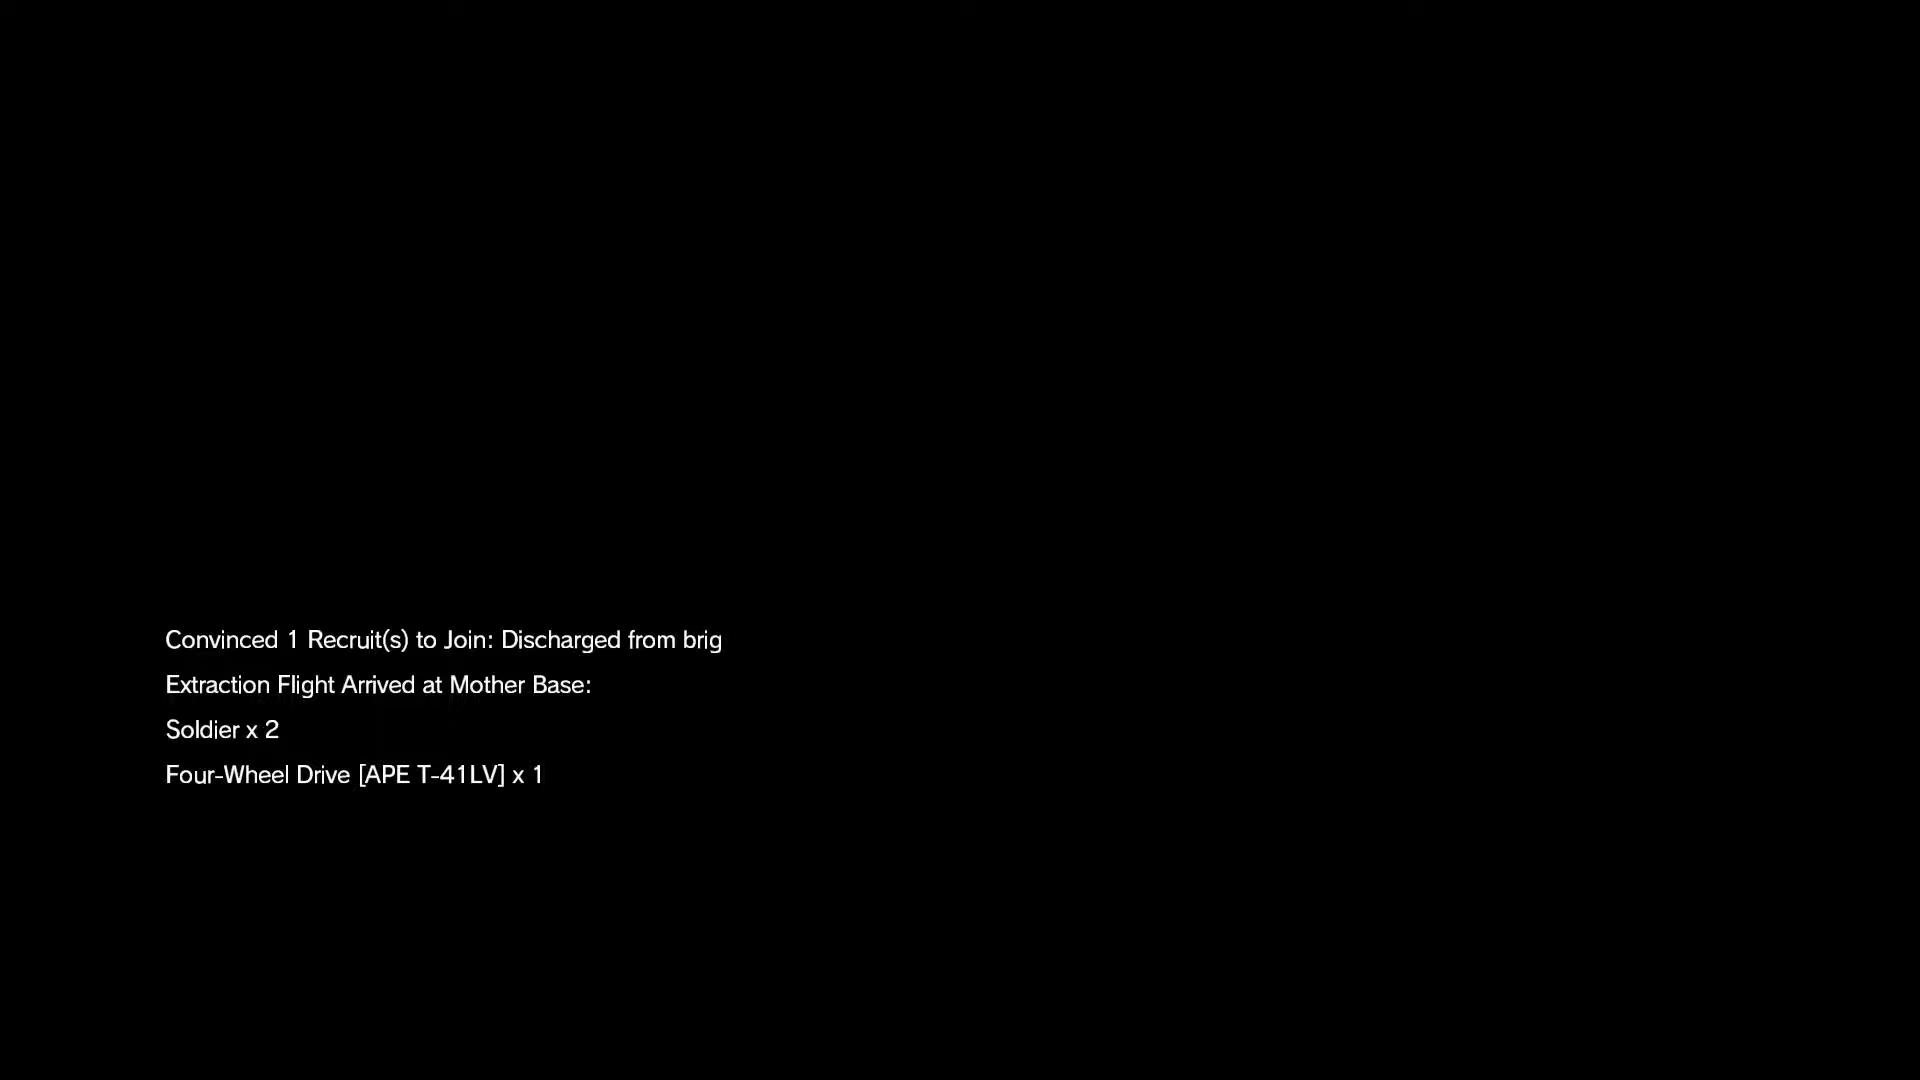 Convinced 1 Recruit(s) to Join: Discharged from brig
Extraction Flight Arrived at Mother Base:
Soldier x 2
Four-Wheel Drive [APE T-41LV] x 1